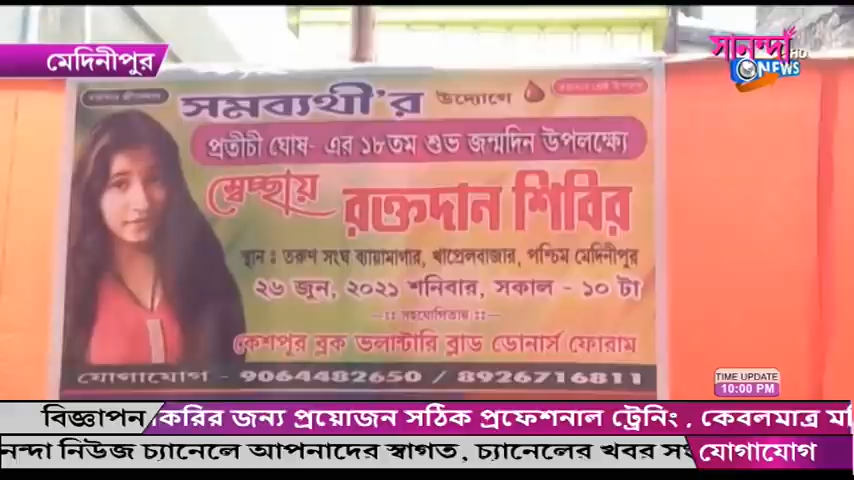 মেদিনীপুর
সানন্দা HD
NEWS
সমব্যথী'র উদ্যোগে
প্রতীচী ঘোষ- এর ১৮তম শুভ জন্মদিন উপলক্ষ্যে
স্বেচ্ছায় রক্তদান শিবির
স্থান : তরুণ সংঘ ব্যায়ামাগার, খাপ্রেলবাজার, পশ্চিম মেদিনীপুর
২৬ জুন, ২০২১ শনিবার, সকাল - ১০ টা
-:: সহযোগিতায় ::-
কেশপুর ব্লক ভলান্টারি ব্লাড ডোনার্স ফোরাম
যোগাযোগ - 9064482650 / 8926716811
TIME UPDATE
10:00 PM
বিজ্ঞাপন কিরির জন্য প্রয়োজন সঠিক প্রফেশনাল ট্রেনিং , কেবলমাত্র
নন্দা নিউজ চ্যানেলে আপনাদের স্বাগত, চ্যানেলের খবর যোগাযোগ